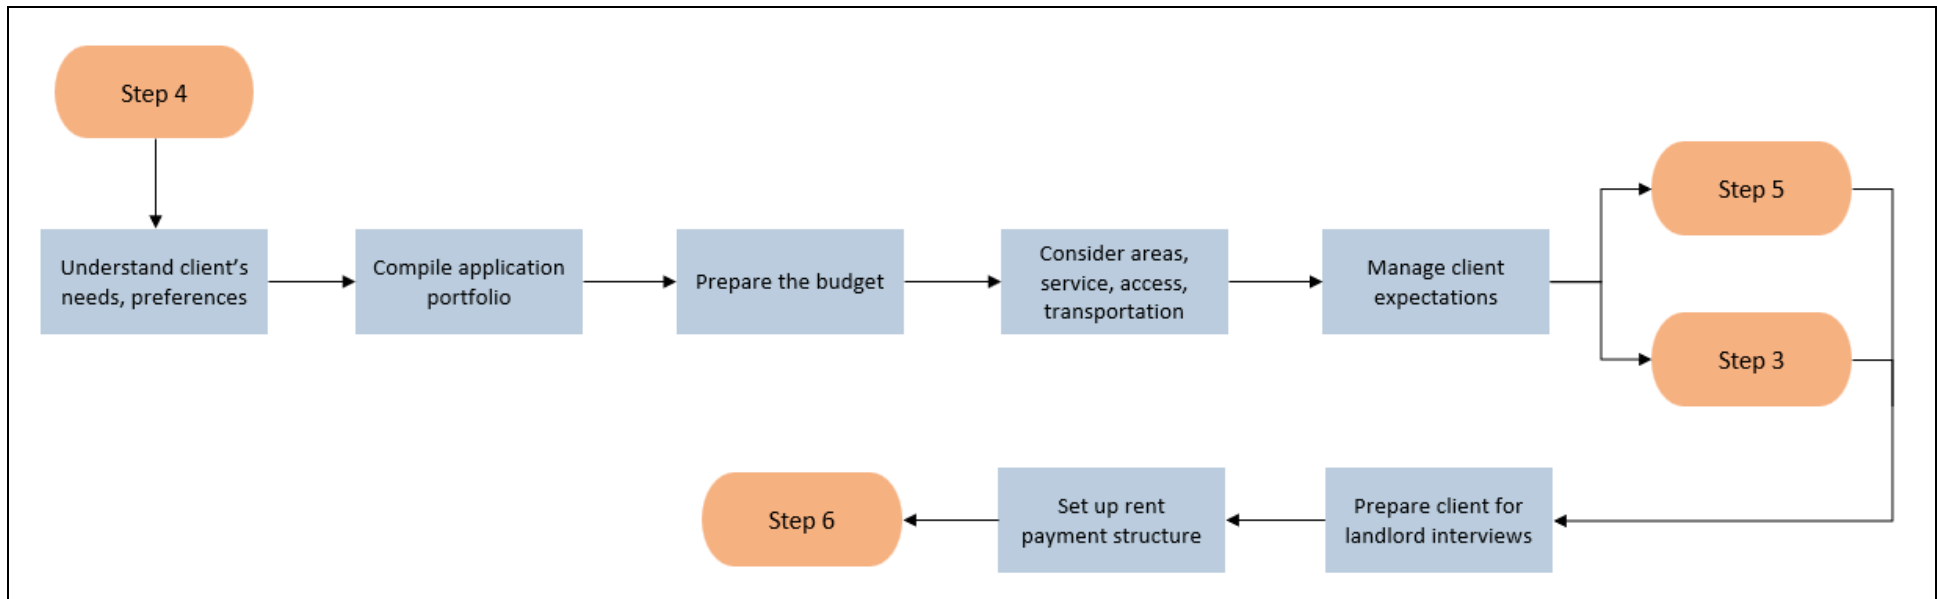 Step 4
Understand client's
needs, preferences
Compile application
portfolio
Prepare the budget
Consider areas,
service, access,
transportation
Manage client
expectations
Step 5
Step 3
Prepare client for
landlord interviews
Set up rent
payment structure
Step 6